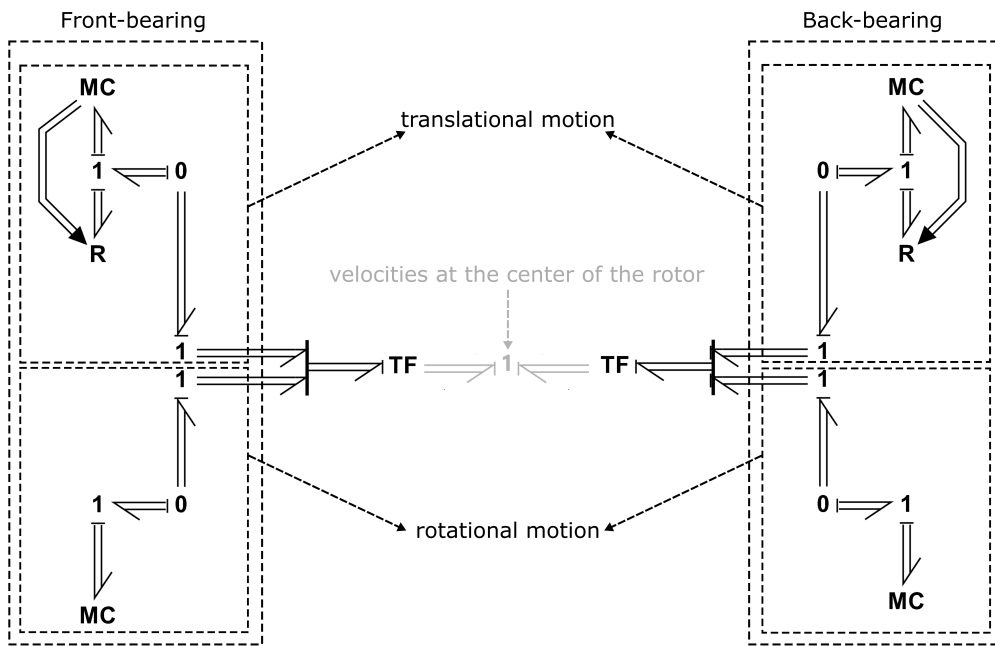 Front-bearing
Back-bearing
MC
MC
translational motion
1
0
0
1
R
R
velocities at the center of the rotor
1
1
TF
1
TF
1
1
1
0
0
1
rotational motion
MC
MC